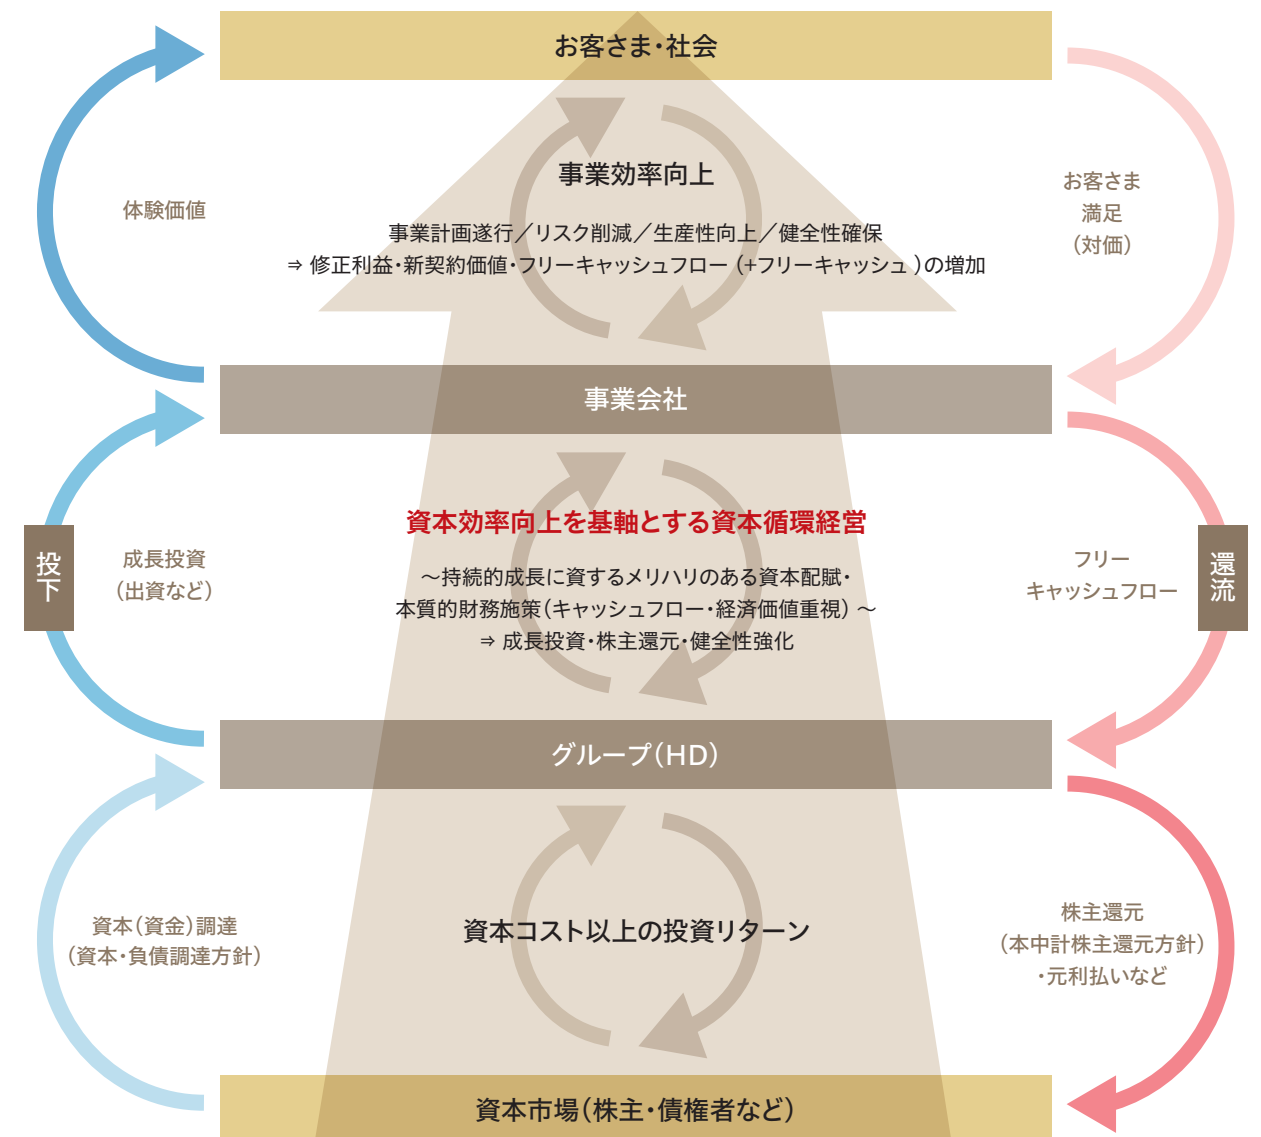 お客さま・社会
事業効率向上
事業計画遂行／リスク削減／生産性向上／健全性確保
⇒ 修正利益・新契約価値・フリーキャッシュフロー（+フリーキャッシュ ）の増加
体験価値
お客さま
満足
（対価）
事業会社
資本効率向上を基軸とする資本循環経営
～持続的成長に資するメリハリのある資本配賦・
本質的財務施策（キャッシュフロー・経済価値重視）～
⇒ 成長投資・株主還元・健全性強化
投下
成長投資
（出資など）
フリー
キャッシュフロー
還流
グループ（HD）
資本コスト以上の投資リターン
資本（資金）調達
（資本・負債調達方針）
株主還元
（本中計株主還元方針）
・元利払いなど
資本市場（株主・債権者など）